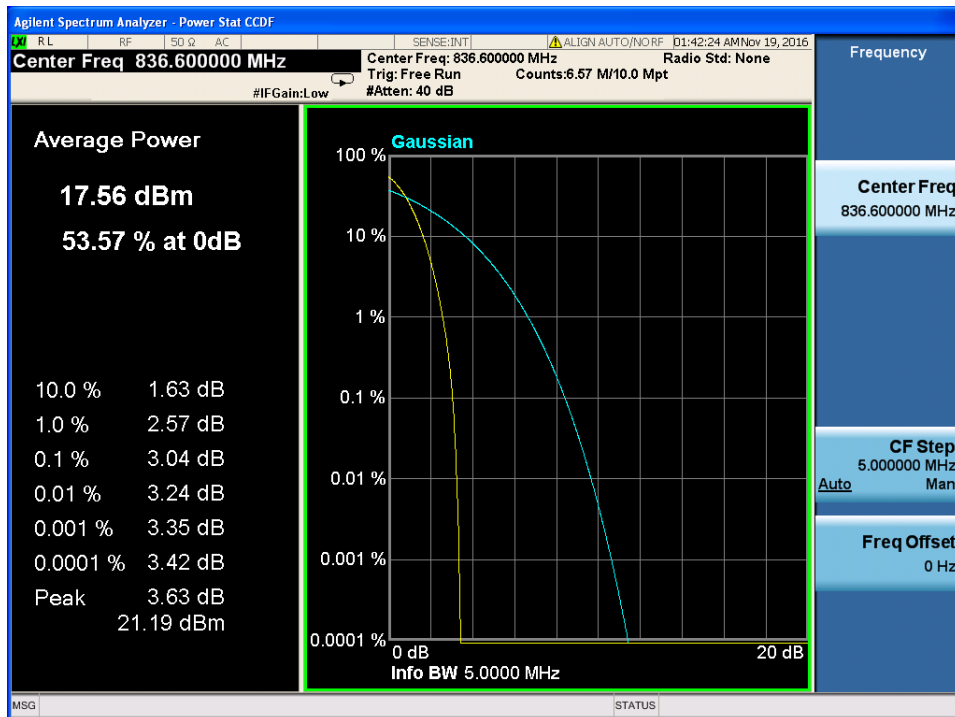 Agilent Spectrum Analyzer - Power Stat CCDF
LXI RL RF 50 Ω AC SENSE:INT ALIGN AUTO/NO RF 01:42:24 AM Nov 19, 2016
Center Freq 836.600000 MHz
#IFGain:Low
Center Freq: 836.600000 MHz Radio Std: None
Trig: Free Run Counts:6.57 M/10.0 Mpt
#Atten: 40 dB
Average Power
17.56 dBm
53.57 % at 0dB
10.0 % 1.63 dB
1.0 % 2.57 dB
0.1 % 3.04 dB
0.01 % 3.24 dB
0.001 % 3.35 dB
0.0001 % 3.42 dB
Peak 3.63 dB
21.19 dBm
Gaussian
100 %
10 %
1 %
0.1 %
0.01 %
0.001 %
0.0001 %
0 dB 20 dB
Info BW 5.0000 MHz
Frequency
Center Freq
836.600000 MHz
CF Step
5.000000 MHz
Auto Man
Freq Offset
0 Hz
MSG STATUS